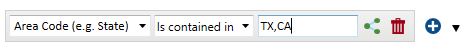 Area Code (e.g. State) Is contained in TX,CA